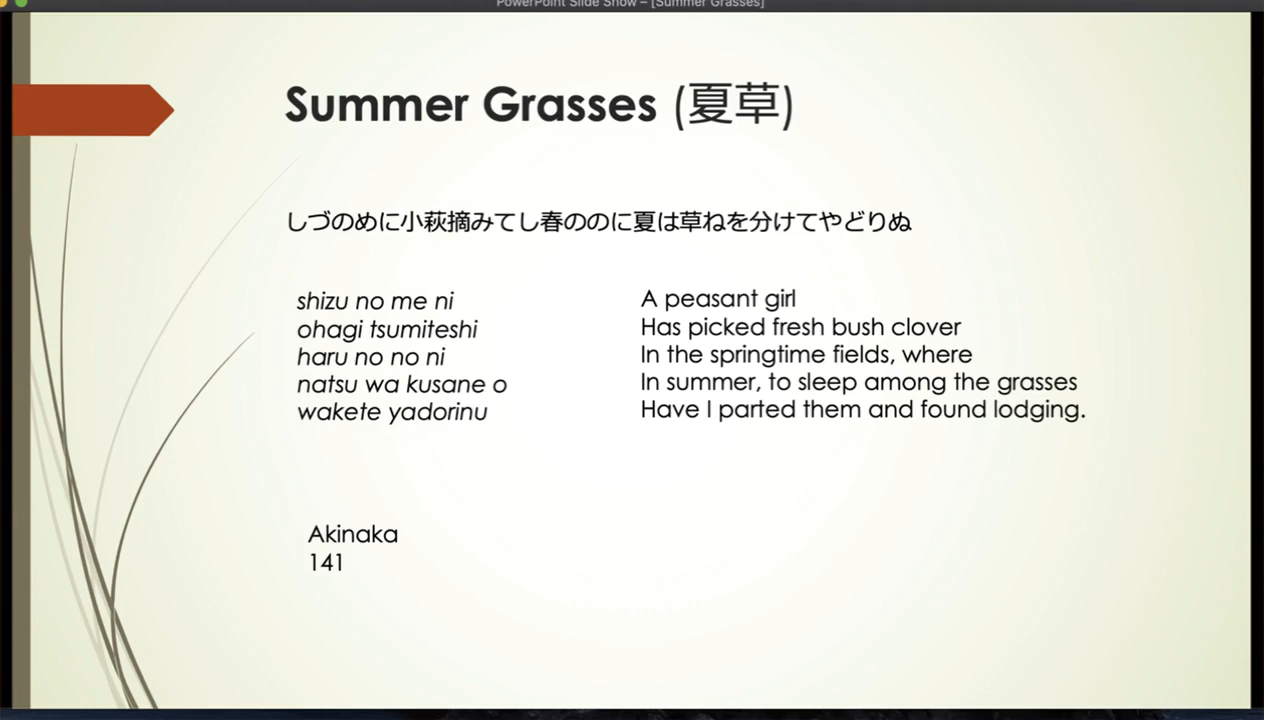 PowerPoint Slide Show – [Summer Grasses]
Summer Grasses (夏草)
しづのめに小萩摘みてし春ののに夏は草ねを分けてやどりぬ
shizu no me ni
ohagi tsumiteshi
haru no no ni
natsu wa kusane o
wakete yadorinu
A peasant girl
Has picked fresh bush clover
In the springtime fields, where
In summer, to sleep among the grasses
Have I parted them and found lodging.
Akinaka
141